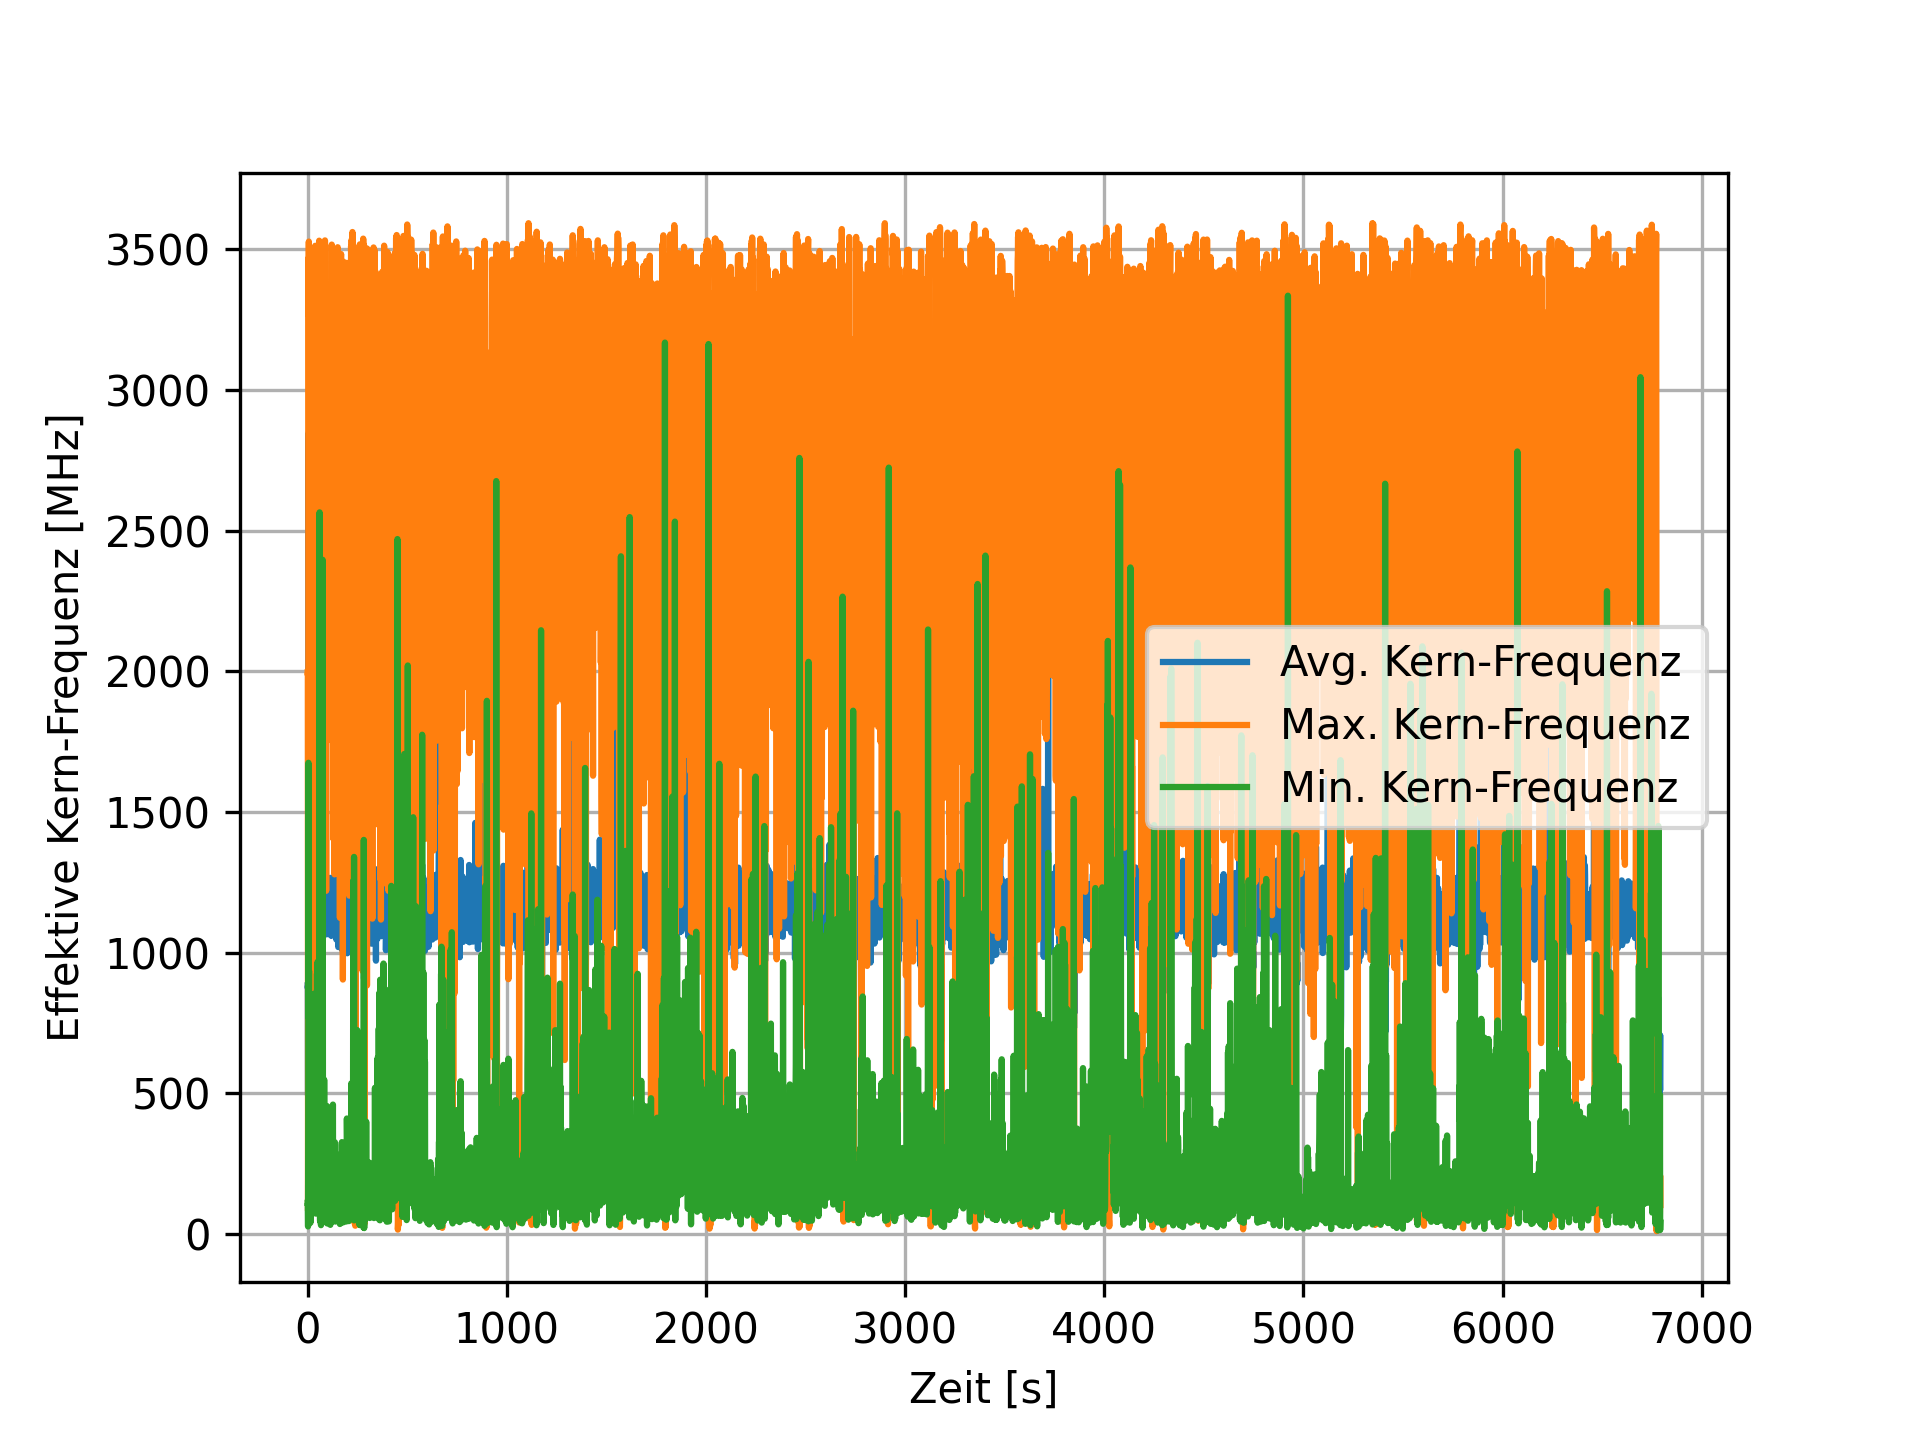 Effektive Kern-Frequenz [MHz]
3500
3000
2500
2000
1500
1000
500
0
Avg. Kern-Frequenz
Max. Kern-Frequenz
Min. Kern-Frequenz
0 1000 2000 3000 4000 5000 6000 7000
Zeit [s]